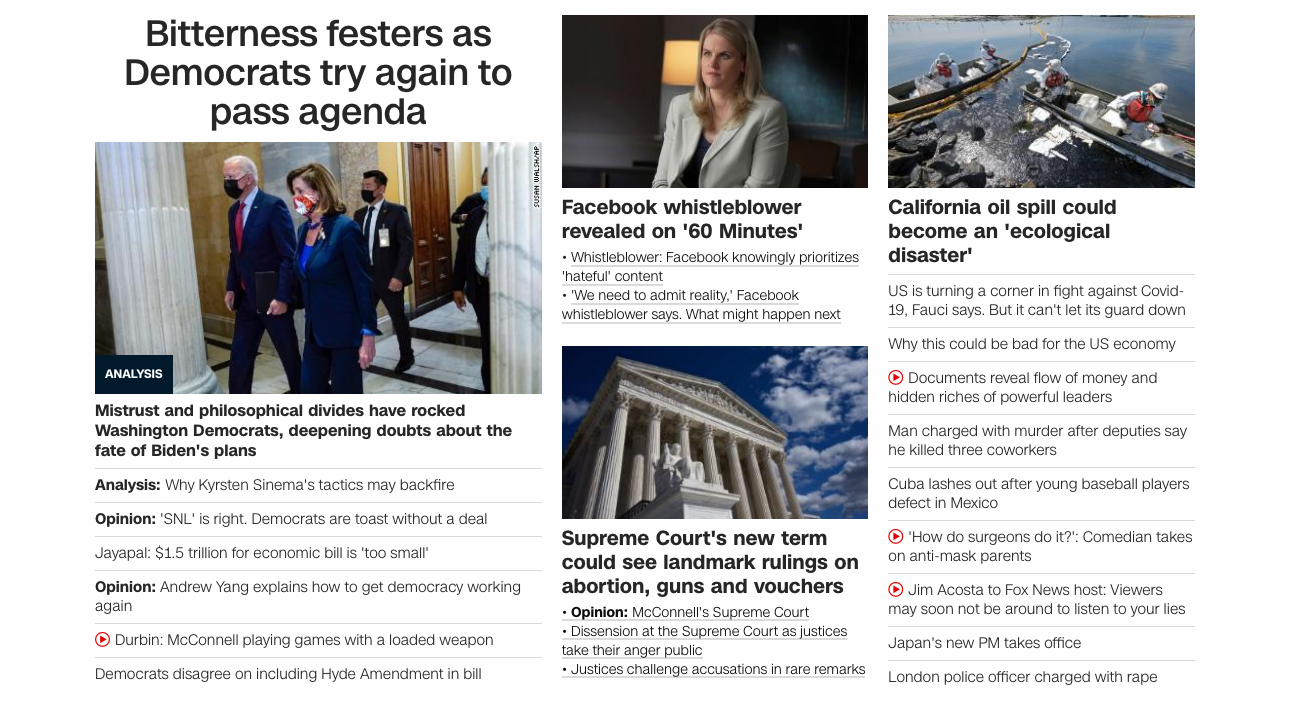 Bitterness festers as
Democrats try again to
pass agenda
SUSAN WALSH/AP
ANALYSIS
Mistrust and philosophical divides have rocked
Washington Democrats, deepening doubts about the
fate of Biden's plans
Analysis: Why Kyrsten Sinema's tactics may backfire
Opinion: 'SNL' is right. Democrats are toast without a deal
Jayapal: $1.5 trillion for economic bill is 'too small'
Opinion: Andrew Yang explains how to get democracy working
again
Durbin: McConnell playing games with a loaded weapon
Democrats disagree on including Hyde Amendment in bill
Facebook whistleblower
revealed on '60 Minutes'
• Whistleblower: Facebook knowingly prioritizes
'hateful' content
• 'We need to admit reality,' Facebook
whistleblower says. What might happen next
Supreme Court's new term
could see landmark rulings on
abortion, guns and vouchers
• Opinion: McConnell's Supreme Court
• Dissension at the Supreme Court as justices
take their anger public
• Justices challenge accusations in rare remarks
California oil spill could
become an 'ecological
disaster'
US is turning a corner in fight against Covid-
19, Fauci says. But it can't let its guard down
Why this could be bad for the US economy
Documents reveal flow of money and
hidden riches of powerful leaders
Man charged with murder after deputies say
he killed three coworkers
Cuba lashes out after young baseball players
defect in Mexico
'How do surgeons do it?': Comedian takes
on anti-mask parents
Jim Acosta to Fox News host: Viewers
may soon not be around to listen to your lies
Japan's new PM takes office
London police officer charged with rape